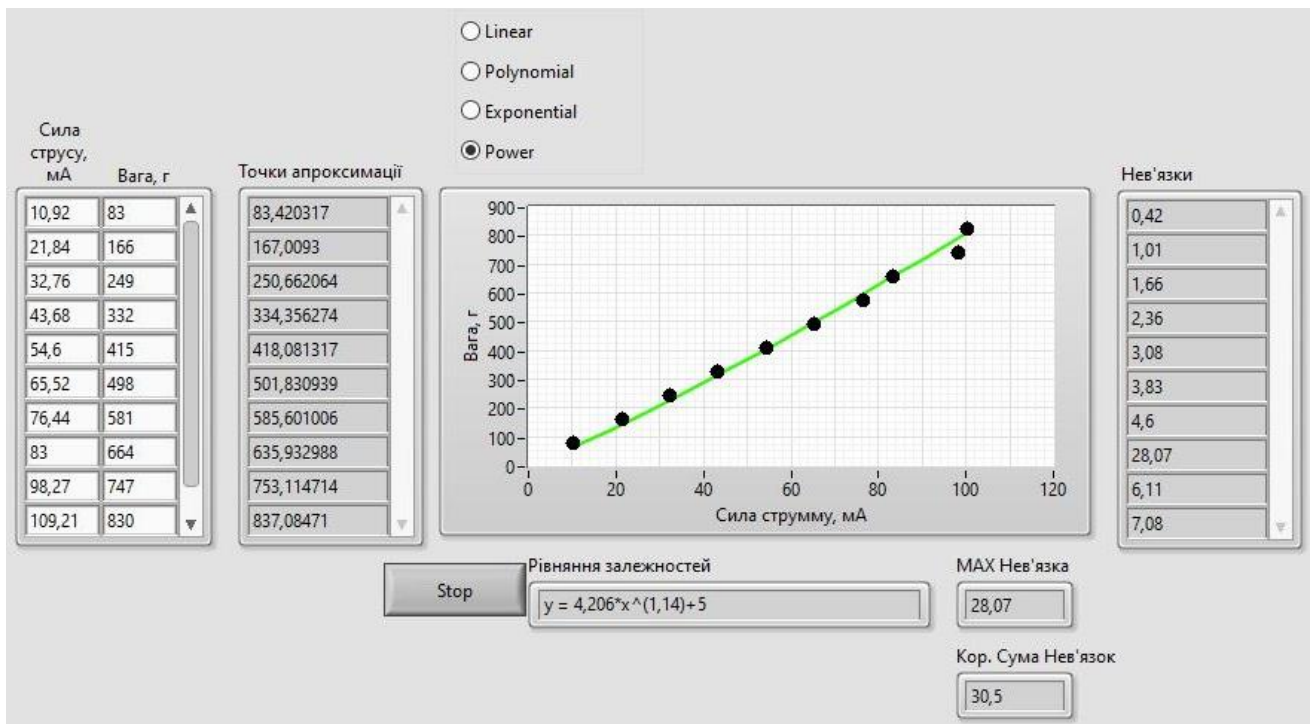 Linear
Polynomial
Exponential
Power
Сила
струсу,
мА
Вага, г
Точки апроксимації
Нев'язки
10,92 83
21,84 166
32,76 249
43,68 332
54,6 415
65,52 498
76,44 581
83 664
98,27 747
109,21 830
83,420317
167,0093
250,662064
334,356274
418,081317
501,830939
585,601006
635,932988
753,114714
837,08471
900
800
700
600
500
400
300
200
100
0
Вага, г
0 20 40 60 80 100 120
Сила струмму, мА
0,42
1,01
1,66
2,36
3,08
3,83
4,6
28,07
6,11
7,08
Stop
Рівняння залежностей
y = 4,206*x^(1,14)+5
MAX Нев'язка
28,07
Кор. Сума Нев'язок
30,5